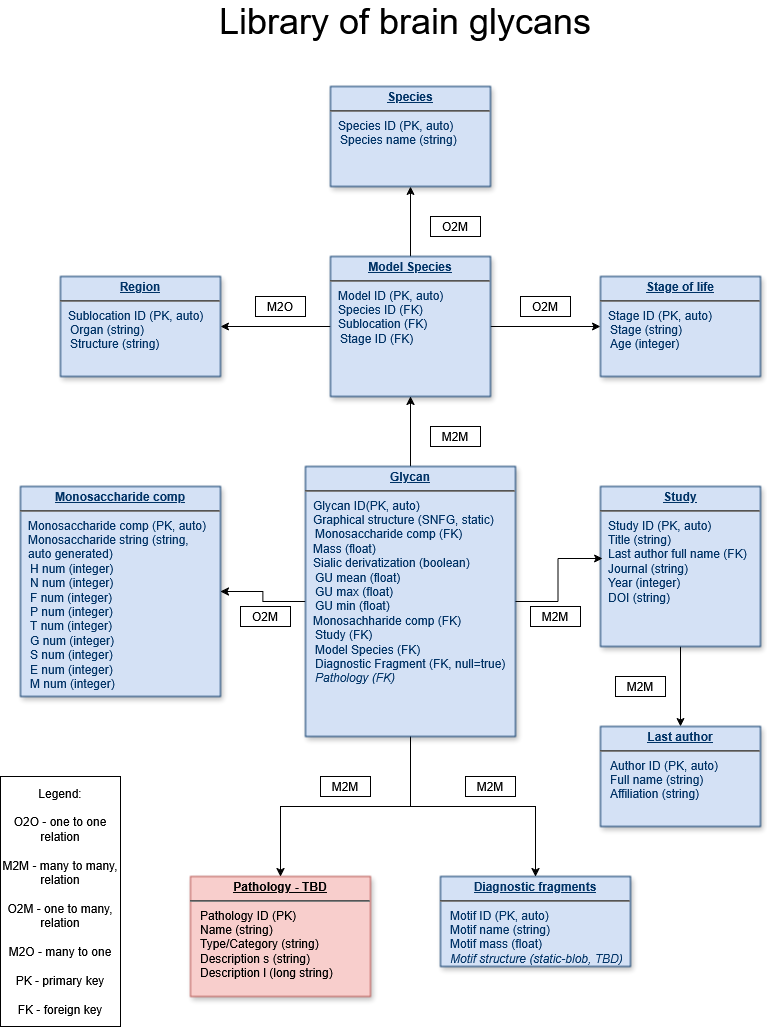 Library of brain glycans
Species
Species ID (PK, auto)
Species name (string)
O2M
Model Species
Model ID (PK, auto)
Species ID (FK)
Sublocation (FK)
Stage ID (FK)
M2O
Region
Sublocation ID (PK, auto)
Organ (string)
Structure (string)
O2M
Stage of life
Stage ID (PK, auto)
Stage (string)
Age (integer)
M2M
Glycan
Glycan ID(PK, auto)
Graphical structure (SNFG, static)
Monosaccharide comp (FK)
Mass (float)
Sialic derivatization (boolean)
GU mean (float)
GU max (float)
GU min (float)
Monosachharide comp (FK)
Study (FK)
Model Species (FK)
Diagnostic Fragment (FK, null=true)
Pathology (FK)
Monosaccharide comp
Monosaccharide comp (PK, auto)
Monosaccharide string (string,
auto generated)
H num (integer)
N num (integer)
F num (integer)
P num (integer)
T num (integer)
G num (integer)
S num (integer)
E num (integer)
M num (integer)
O2M
M2M
Study
Study ID (PK, auto)
Title (string)
Last author full name (FK)
Journal (string)
Year (integer)
DOI (string)
M2M
Last author
Author ID (PK, auto)
Full name (string)
Affiliation (string)
M2M
M2M
Pathology - TBD
Pathology ID (PK)
Name (string)
Type/Category (string)
Description s (string)
Description l (long string)
Diagnostic fragments
Motif ID (PK, auto)
Motif name (string)
Motif mass (float)
Motif structure (static-blob, TBD)
Legend:
O2O - one to one
relation
M2M - many to many,
relation
O2M - one to many,
relation
M2O - many to one
PK - primary key
FK - foreign key